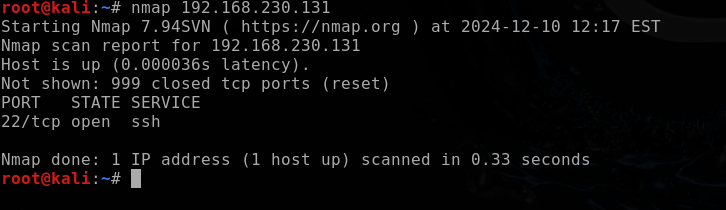 root@kali:~# nmap 192.168.230.131
Starting Nmap 7.94SVN ( https://nmap.org ) at 2024-12-10 12:17 EST
Nmap scan report for 192.168.230.131
Host is up (0.000036s latency).
Not shown: 999 closed tcp ports (reset)
PORT   STATE SERVICE
22/tcp open  ssh
Nmap done: 1 IP address (1 host up) scanned in 0.33 seconds
root@kali:~#